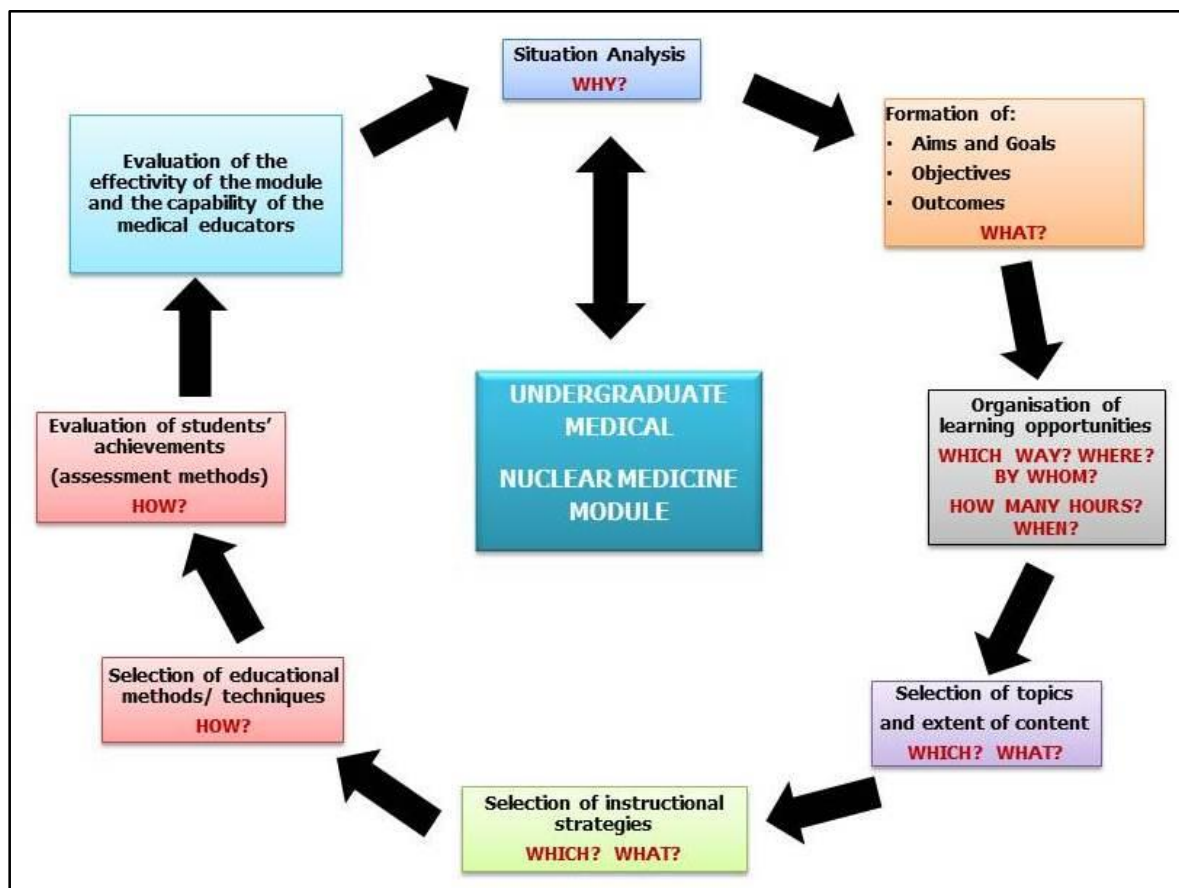 Situation Analysis
WHY?
Formation of:
• Aims and Goals
• Objectives
• Outcomes
WHAT?
Organisation of
learning opportunities
WHICH WAY? WHERE?
BY WHOM?
HOW MANY HOURS?
WHEN?
Selection of topics
and extent of content
WHICH? WHAT?
Selection of instructional
strategies
WHICH? WHAT?
Selection of educational
methods/ techniques
HOW?
Evaluation of students’
achievements
(assessment methods)
HOW?
Evaluation of the
effectivity of the module
and the capability of the
medical educators
UNDERGRADUATE
MEDICAL
NUCLEAR MEDICINE
MODULE